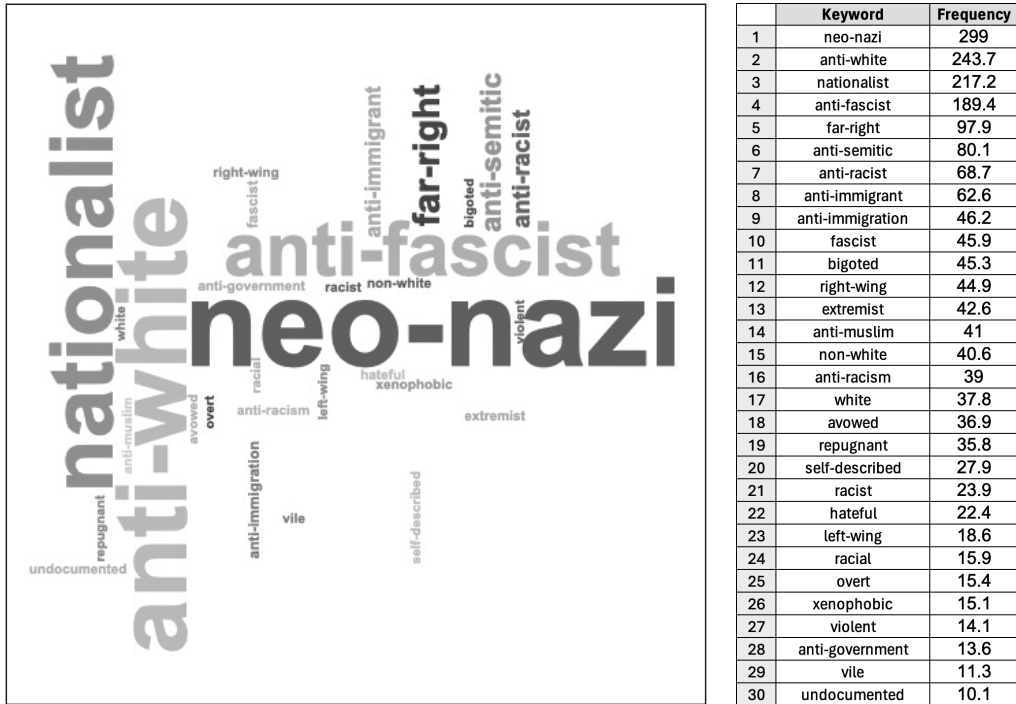 nationalist
anti-white
neo-nazi
anti-fascist
far-right
anti-semitic
anti-racist
anti-immigrant
bigoted
right-wing
fascist
anti-government
racist
non-white
violent
white
racial
hateful
xenophobic
left-wing
anti-racism
extremist
avowed
overt
anti-muslim
anti-immigration
vile
self-described
repugnant
undocumented
Keyword Frequency
1 neo-nazi 299
2 anti-white 243.7
3 nationalist 217.2
4 anti-fascist 189.4
5 far-right 97.9
6 anti-semitic 80.1
7 anti-racist 68.7
8 anti-immigrant 62.6
9 anti-immigration 46.2
10 fascist 45.9
11 bigoted 45.3
12 right-wing 44.9
13 extremist 42.6
14 anti-muslim 41
15 non-white 40.6
16 anti-racism 39
17 white 37.8
18 avowed 36.9
19 repugnant 35.8
20 self-described 27.9
21 racist 23.9
22 hateful 22.4
23 left-wing 18.6
24 racial 15.9
25 overt 15.4
26 xenophobic 15.1
27 violent 14.1
28 anti-government 13.6
29 vile 11.3
30 undocumented 10.1